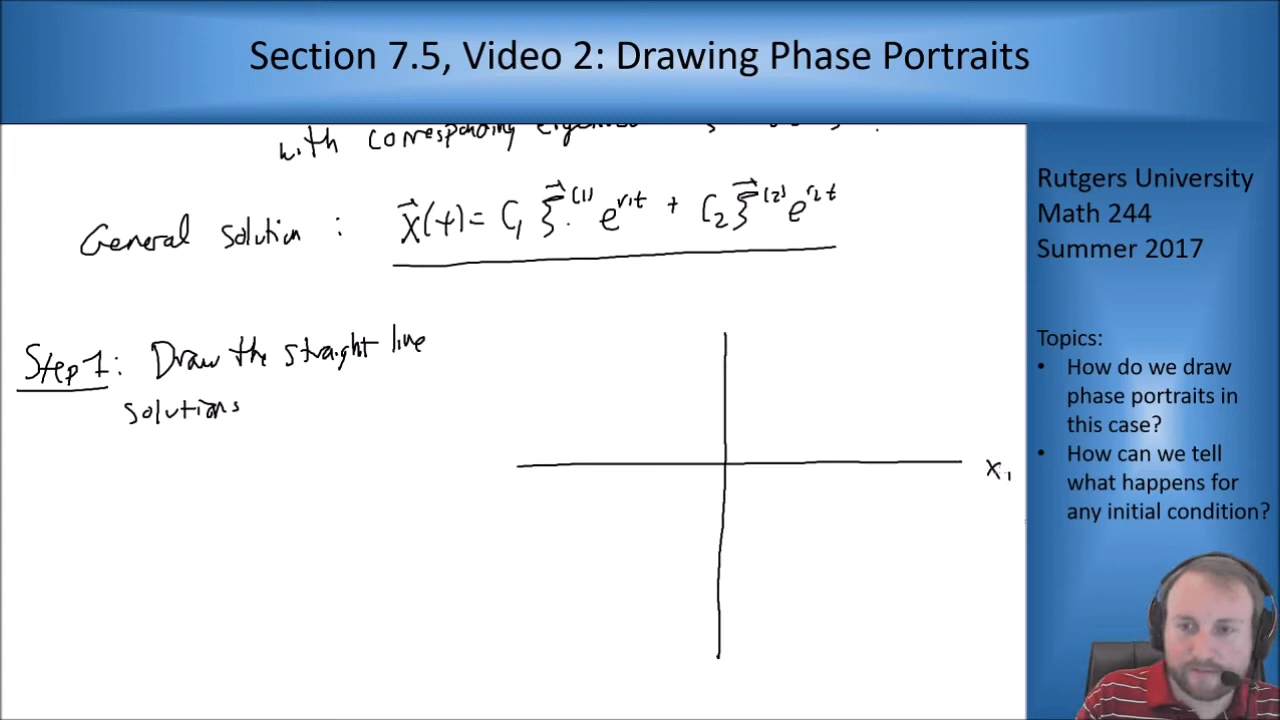 Section 7.5, Video 2: Drawing Phase Portraits
with corresponding
General solution : x⃗(t) = C₁ ξ⃗⁽¹⁾ e^{r₁t} + C₂ ξ⃗⁽²⁾ e^{r₂t}
Step 1: Draw the straight line
solutions
x₁
Rutgers University
Math 244
Summer 2017
Topics:
• How do we draw
phase portraits in
this case?
• How can we tell
what happens for
any initial condition?